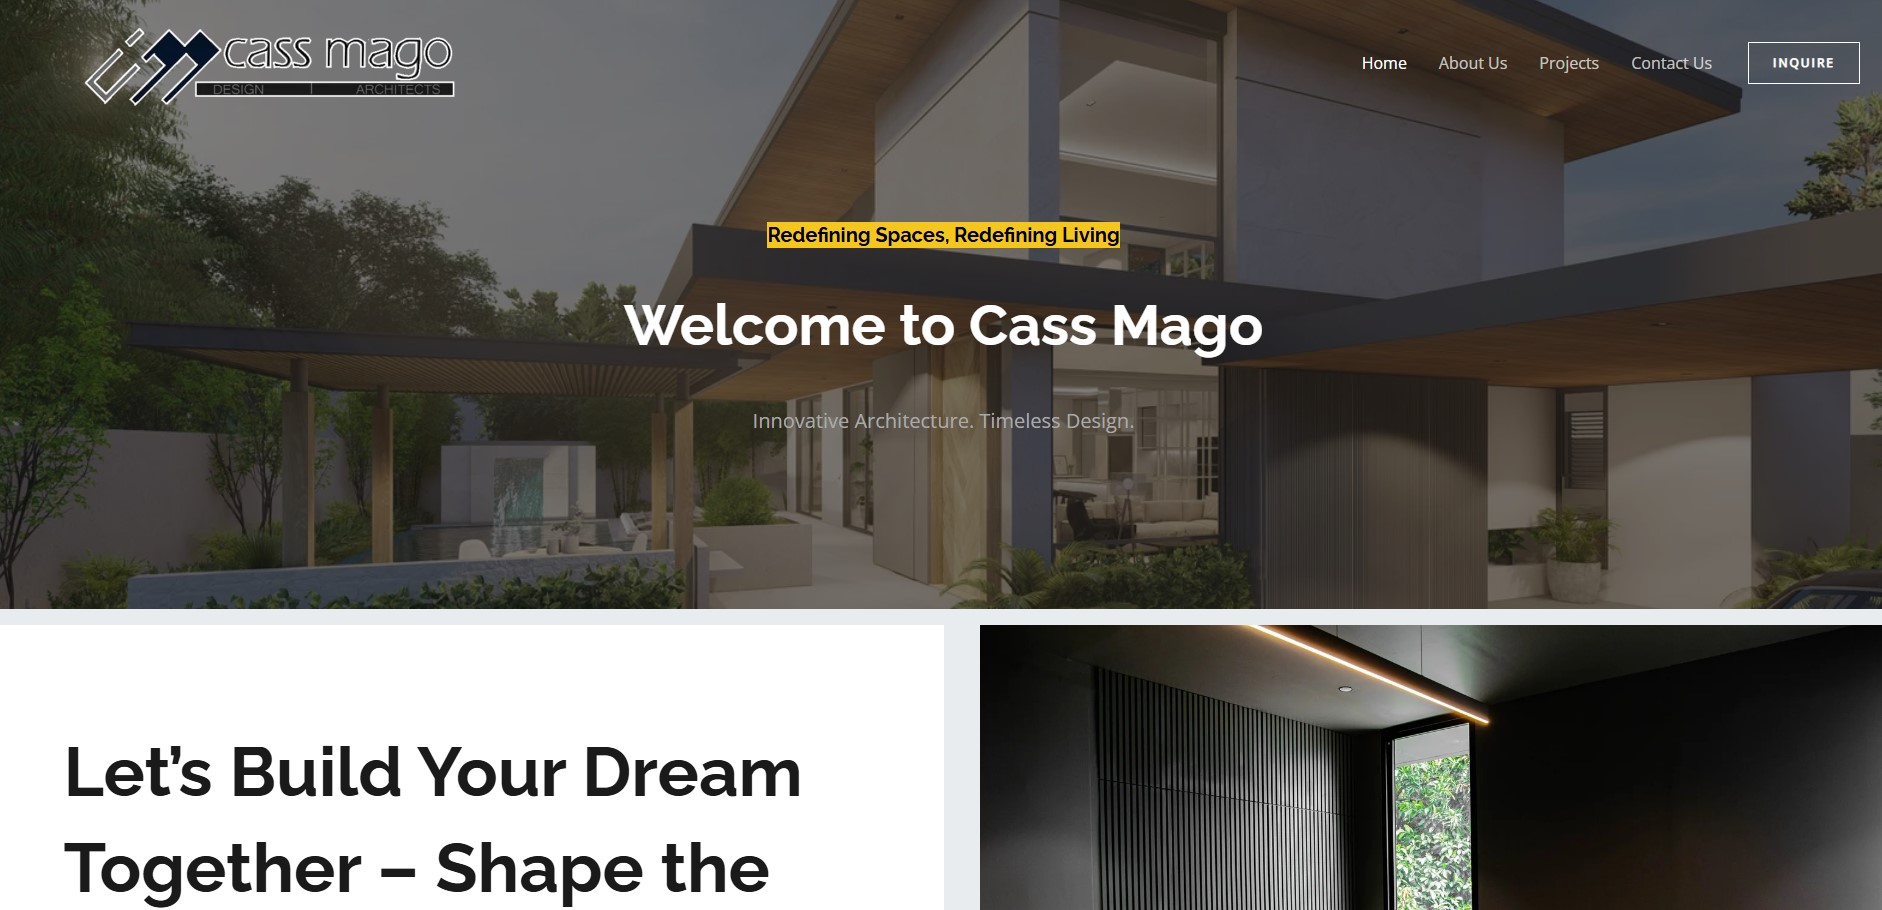 cass mago
DESIGN | ARCHITECTS
Home About Us Projects Contact Us INQUIRE
Redefining Spaces, Redefining Living
Welcome to Cass Mago
Innovative Architecture. Timeless Design.
Let’s Build Your Dream
Together – Shape the